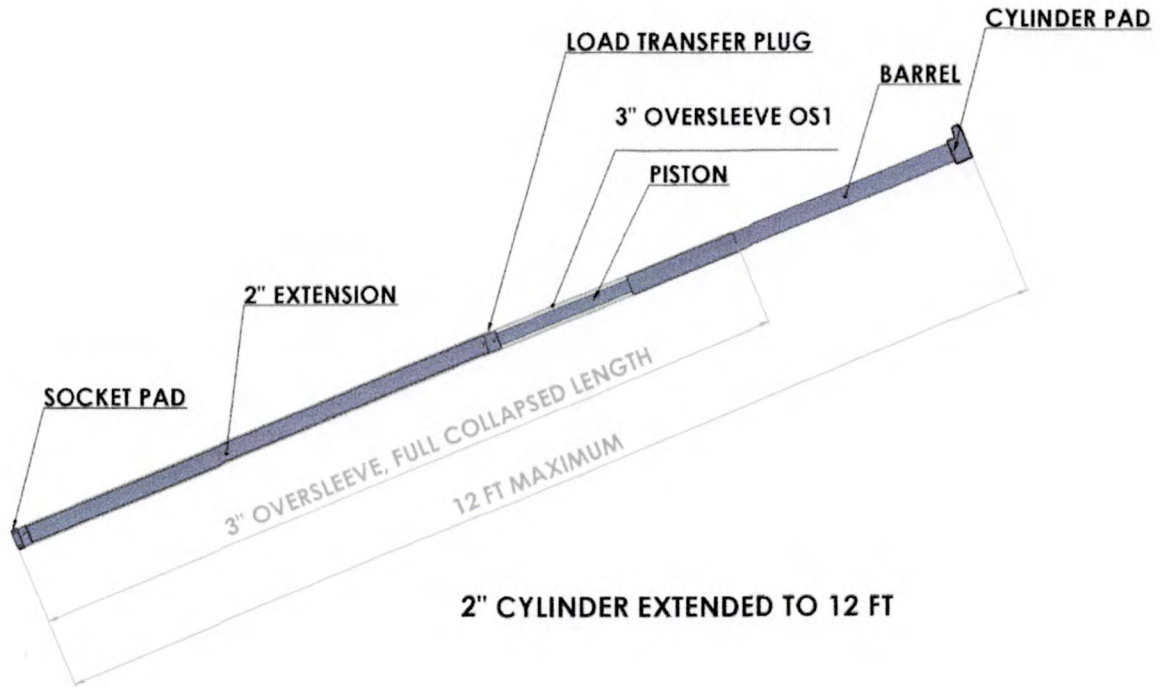 CYLINDER PAD
LOAD TRANSFER PLUG
BARREL
3" OVERSLEEVE OS1
PISTON
2" EXTENSION
SOCKET PAD
3" OVERSLEEVE, FULL COLLAPSED LENGTH
12 FT MAXIMUM
2" CYLINDER EXTENDED TO 12 FT